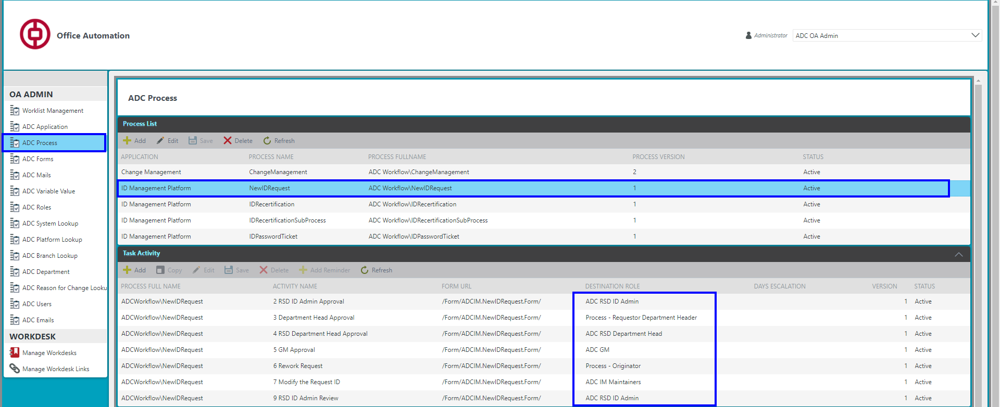 Office Automation
Administrator ADC OA Admin
OA ADMIN
Worklist Management
ADC Application
ADC Process
ADC Forms
ADC Mails
ADC Variable Value
ADC Roles
ADC System Lookup
ADC Platform Lookup
ADC Branch Lookup
ADC Department
ADC Reason for Change Looku
ADC Users
ADC Emails
WORKDESK
Manage Workdesks
Manage Workdesk Links
ADC Process
Process List
Add Edit Save Delete Refresh
APPLICATION PROCESS NAME PROCESS FULLNAME PROCESS VERSION STATUS
Change Management ChangeManagement ADC Workflow\ChangeManagement 2 Active
ID Management Platform NewIDRequest ADC Workflow\NewIDRequest 1 Active
ID Management Platform IDRecertification ADC Workflow\IDRecertification 1 Active
ID Management Platform IDRecertificationSubProcess ADC Workflow\IDRecertificationSubProcess 1 Active
ID Management Platform IDPasswordTicket ADC Workflow\IDPasswordTicket 1 Active
Task Activity
Add Copy Edit Save Delete Add Reminder Refresh
PROCESS FULL NAME ACTIVITY NAME FORM URL DESTINATION ROLE DAYS ESCALATION VERSION STATUS
ADCWorkflow\NewIDRequest 2 RSD ID Admin Approval /Form/ADCIM.NewIDRequest.Form/ ADC RSD ID Admin 1 Active
ADCWorkflow\NewIDRequest 3 Department Head Approval /Form/ADCIM.NewIDRequest.Form/ Process - Requestor Department Header 1 Active
ADCWorkflow\NewIDRequest 4 RSD Department Head Approval /Form/ADCIM.NewIDRequest.Form/ ADC RSD Department Head 1 Active
ADCWorkflow\NewIDRequest 5 GM Approval /Form/ADCIM.NewIDRequest.Form/ ADC GM 1 Active
ADCWorkflow\NewIDRequest 6 Rework Request /Form/ADCIM.NewIDRequest.Form/ Process - Originator 1 Active
ADCWorkflow\NewIDRequest 7 Modify the Request ID /Form/ADCIM.NewIDRequest.Form/ ADC IM Maintainers 1 Active
ADCWorkflow\NewIDRequest 9 RSD ID Admin Review /Form/ADCIM.NewIDRequest.Form/ ADC RSD ID Admin 1 Active